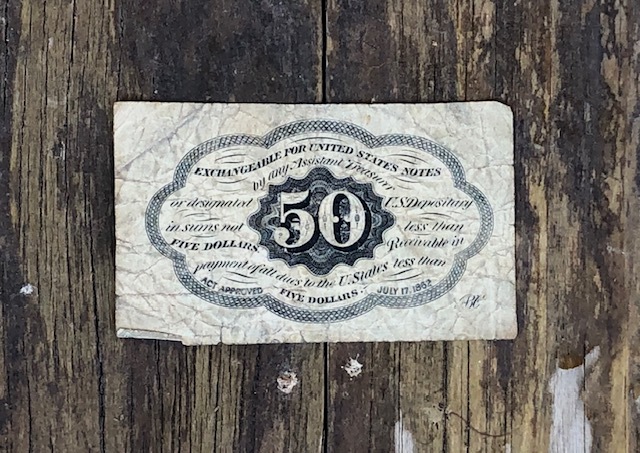 EXCHANGEABLE FOR UNITED STATES NOTES
by any Assistant Treasurer
or designated U.S. Depositary
in sums not less than
FIVE DOLLARS Receivable in
50
payment of all dues to the U. States less than
FIVE DOLLARS.
ACT APPROVED JULY 17, 1862